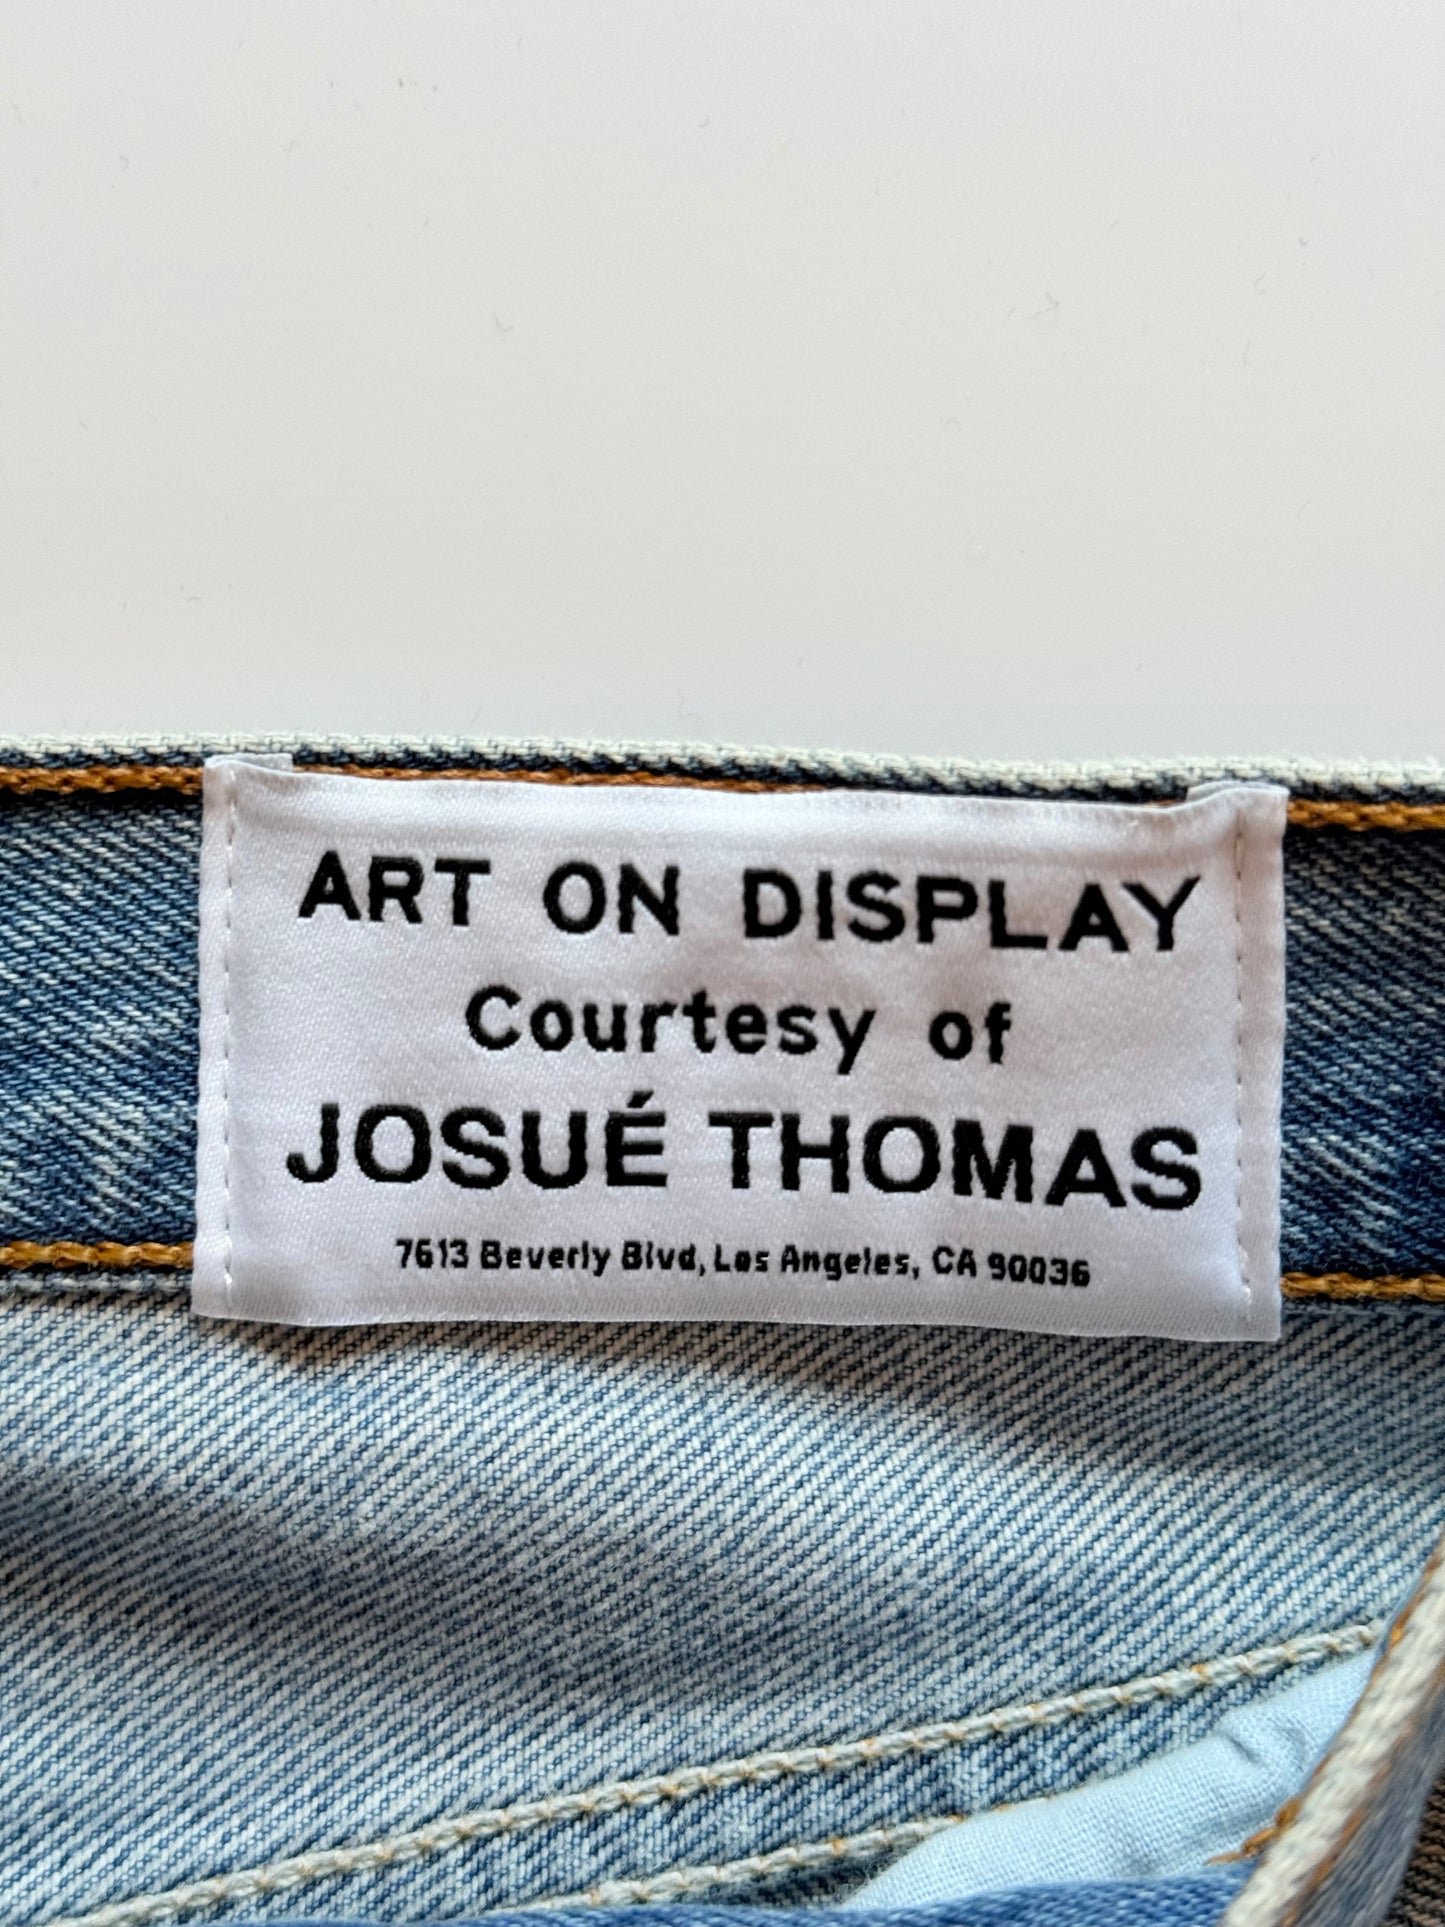 ART ON DISPLAY
Courtesy of
JOSUÉ THOMAS
7613 Beverly Blvd, Los Angeles, CA 90036